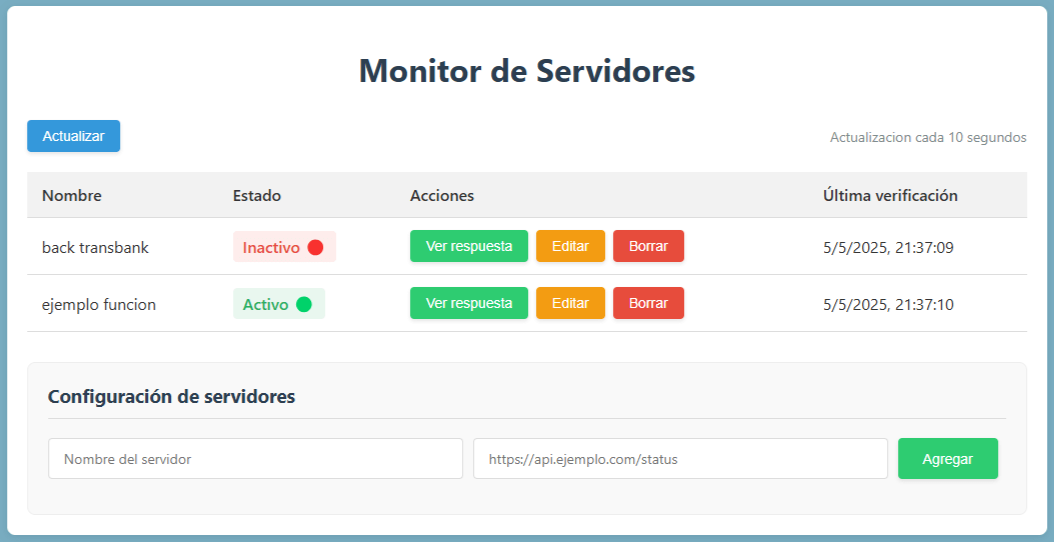 Monitor de Servidores
Actualizar Actualizacion cada 10 segundos
Nombre Estado Acciones Última verificación
back transbank Inactivo Ver respuesta Editar Borrar 5/5/2025, 21:37:09
ejemplo funcion Activo Ver respuesta Editar Borrar 5/5/2025, 21:37:10
Configuración de servidores
Nombre del servidor https://api.ejemplo.com/status Agregar